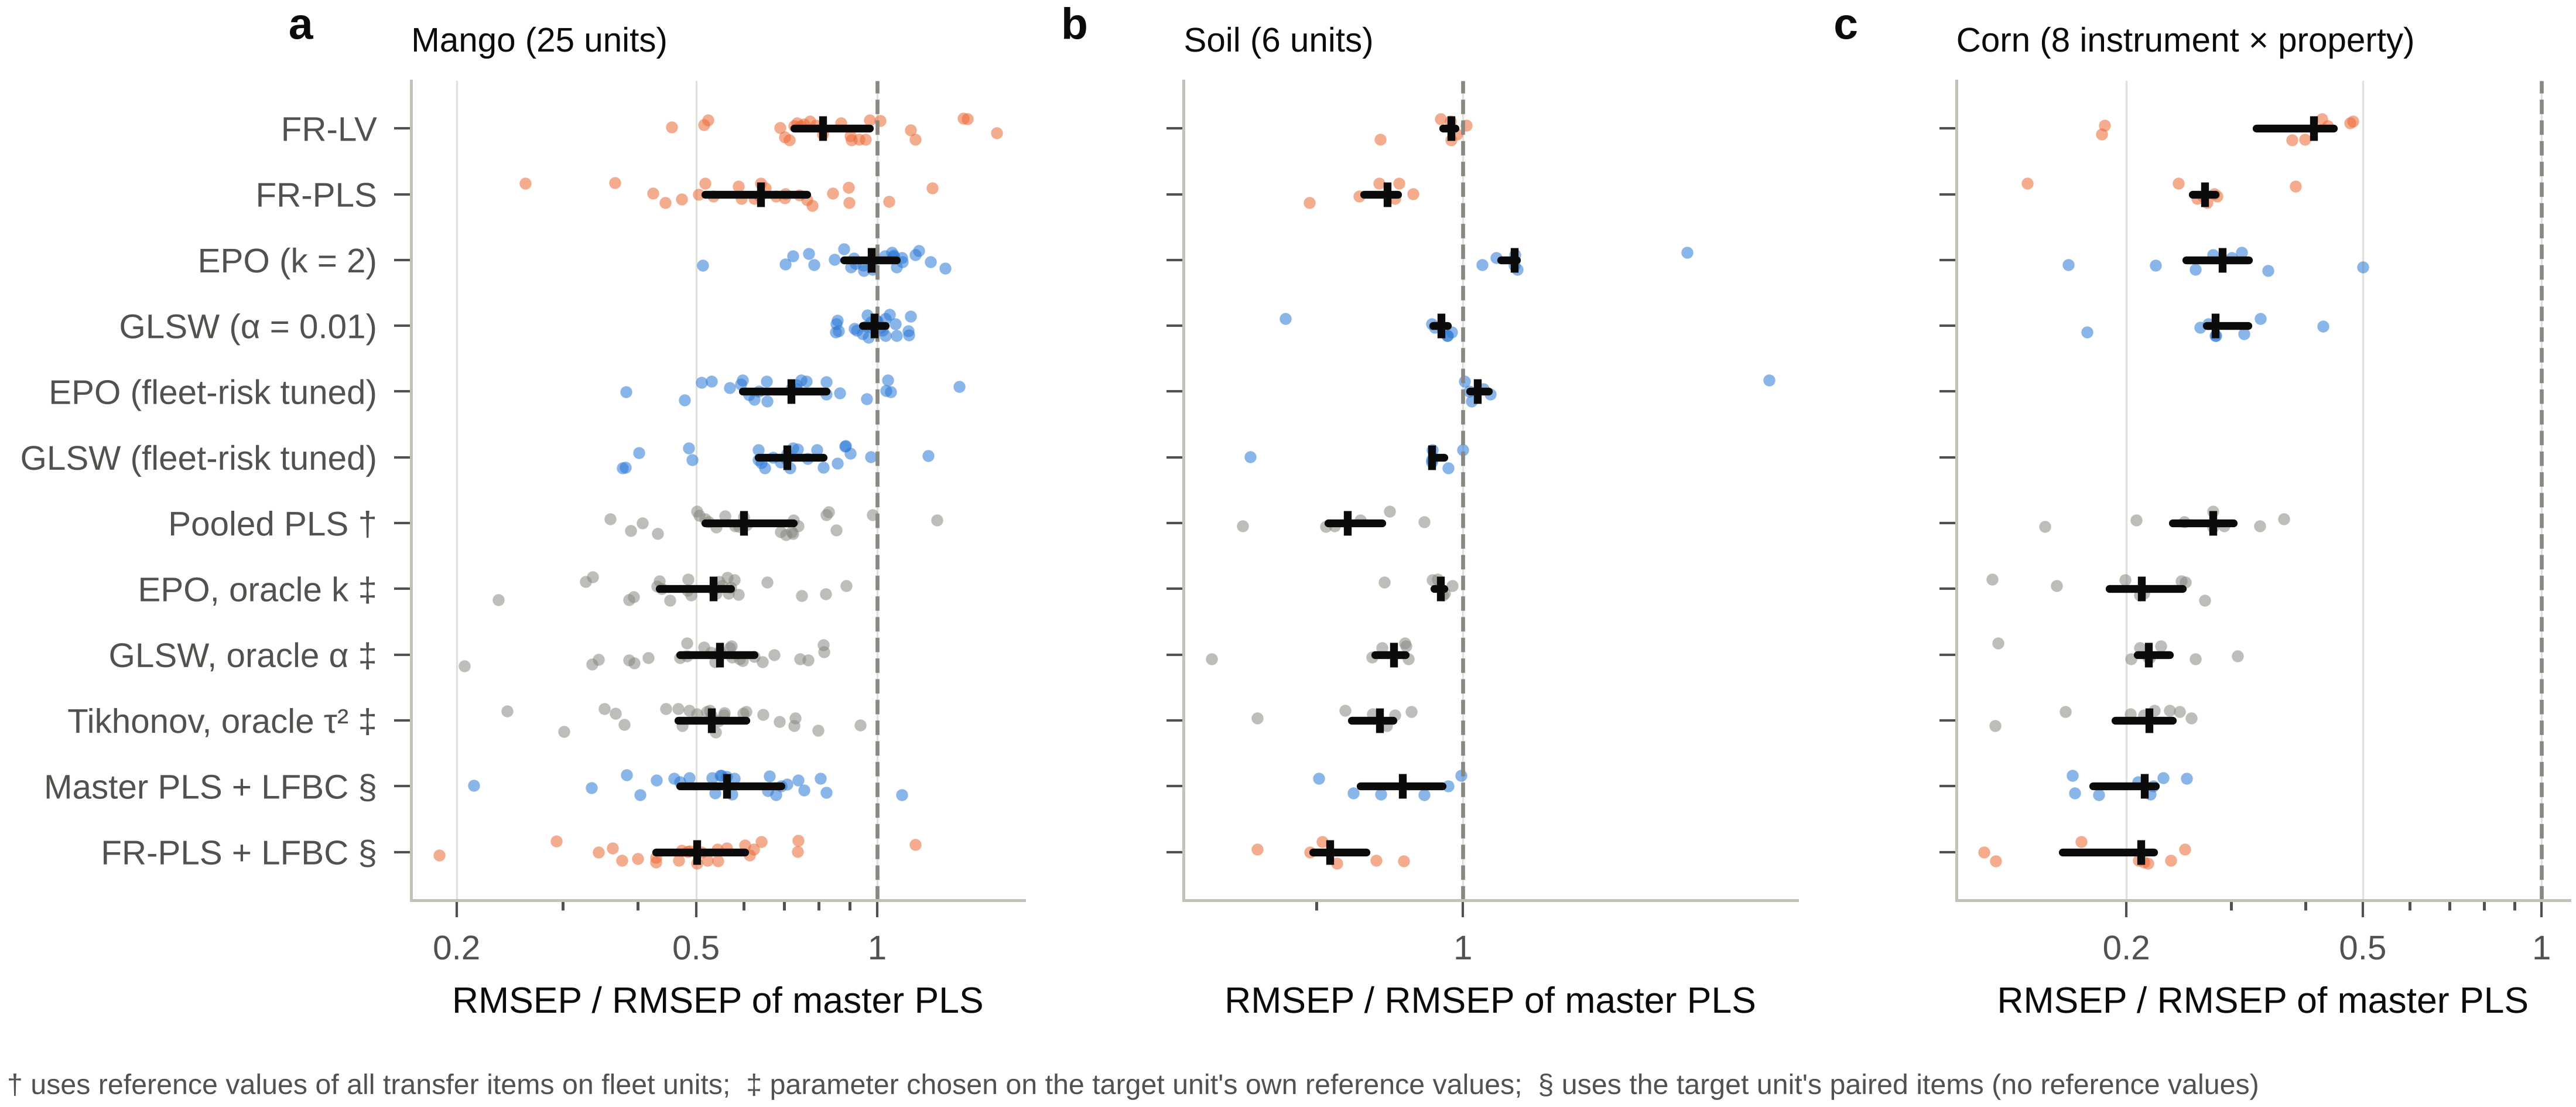 a
Mango (25 units)
b
Soil (6 units)
c
Corn (8 instrument × property)
FR-LV
FR-PLS
EPO (k = 2)
GLSW (α = 0.01)
EPO (fleet-risk tuned)
GLSW (fleet-risk tuned)
Pooled PLS †
EPO, oracle k ‡
GLSW, oracle α ‡
Tikhonov, oracle τ² ‡
Master PLS + LFBC §
FR-PLS + LFBC §
0.2 0.5 1
1
0.2 0.5 1
RMSEP / RMSEP of master PLS
RMSEP / RMSEP of master PLS
RMSEP / RMSEP of master PLS
† uses reference values of all transfer items on fleet units; ‡ parameter chosen on the target unit's own reference values; § uses the target unit's paired items (no reference values)